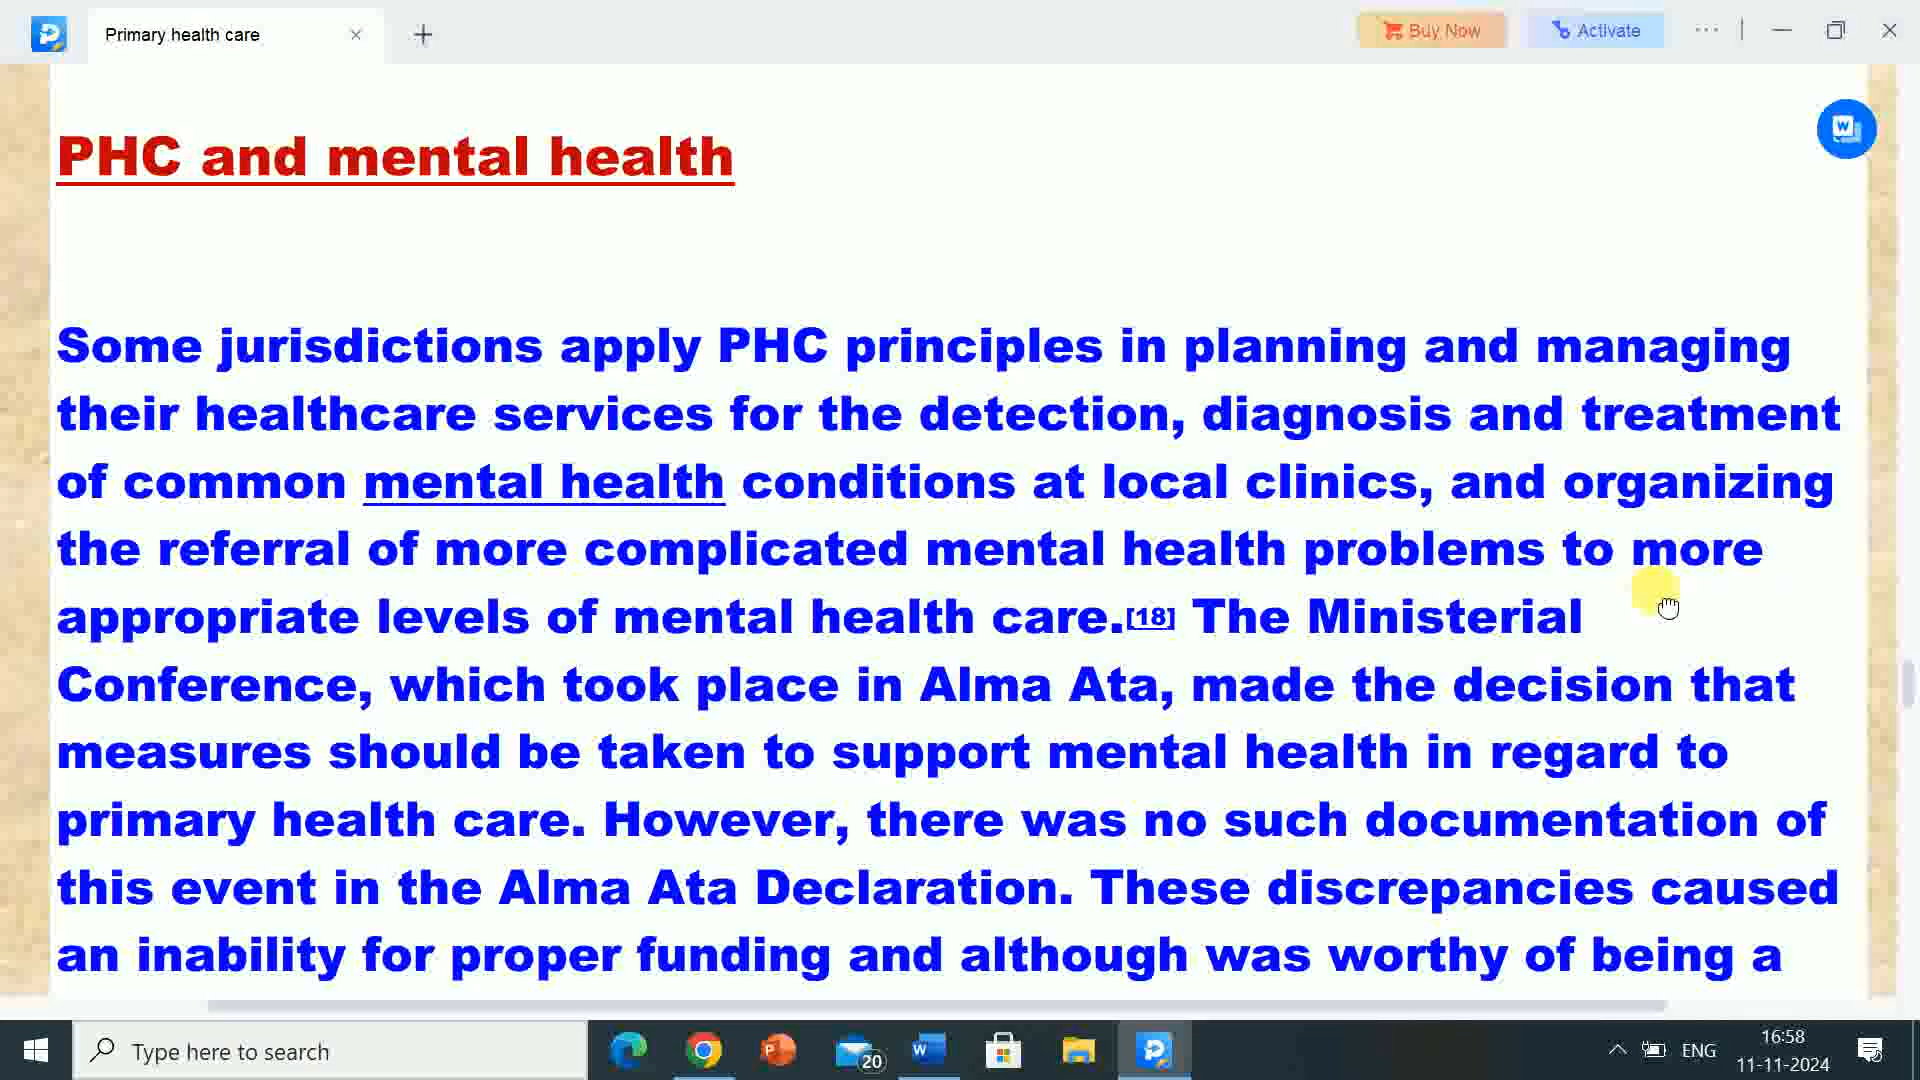 Primary health care
Buy Now
Activate
PHC and mental health
Some jurisdictions apply PHC principles in planning and managing
their healthcare services for the detection, diagnosis and treatment
of common mental health conditions at local clinics, and organizing
the referral of more complicated mental health problems to more
appropriate levels of mental health care.[18] The Ministerial
Conference, which took place in Alma Ata, made the decision that
measures should be taken to support mental health in regard to
primary health care. However, there was no such documentation of
this event in the Alma Ata Declaration. These discrepancies caused
an inability for proper funding and although was worthy of being a
Type here to search
20
ENG
16:58
11-11-2024